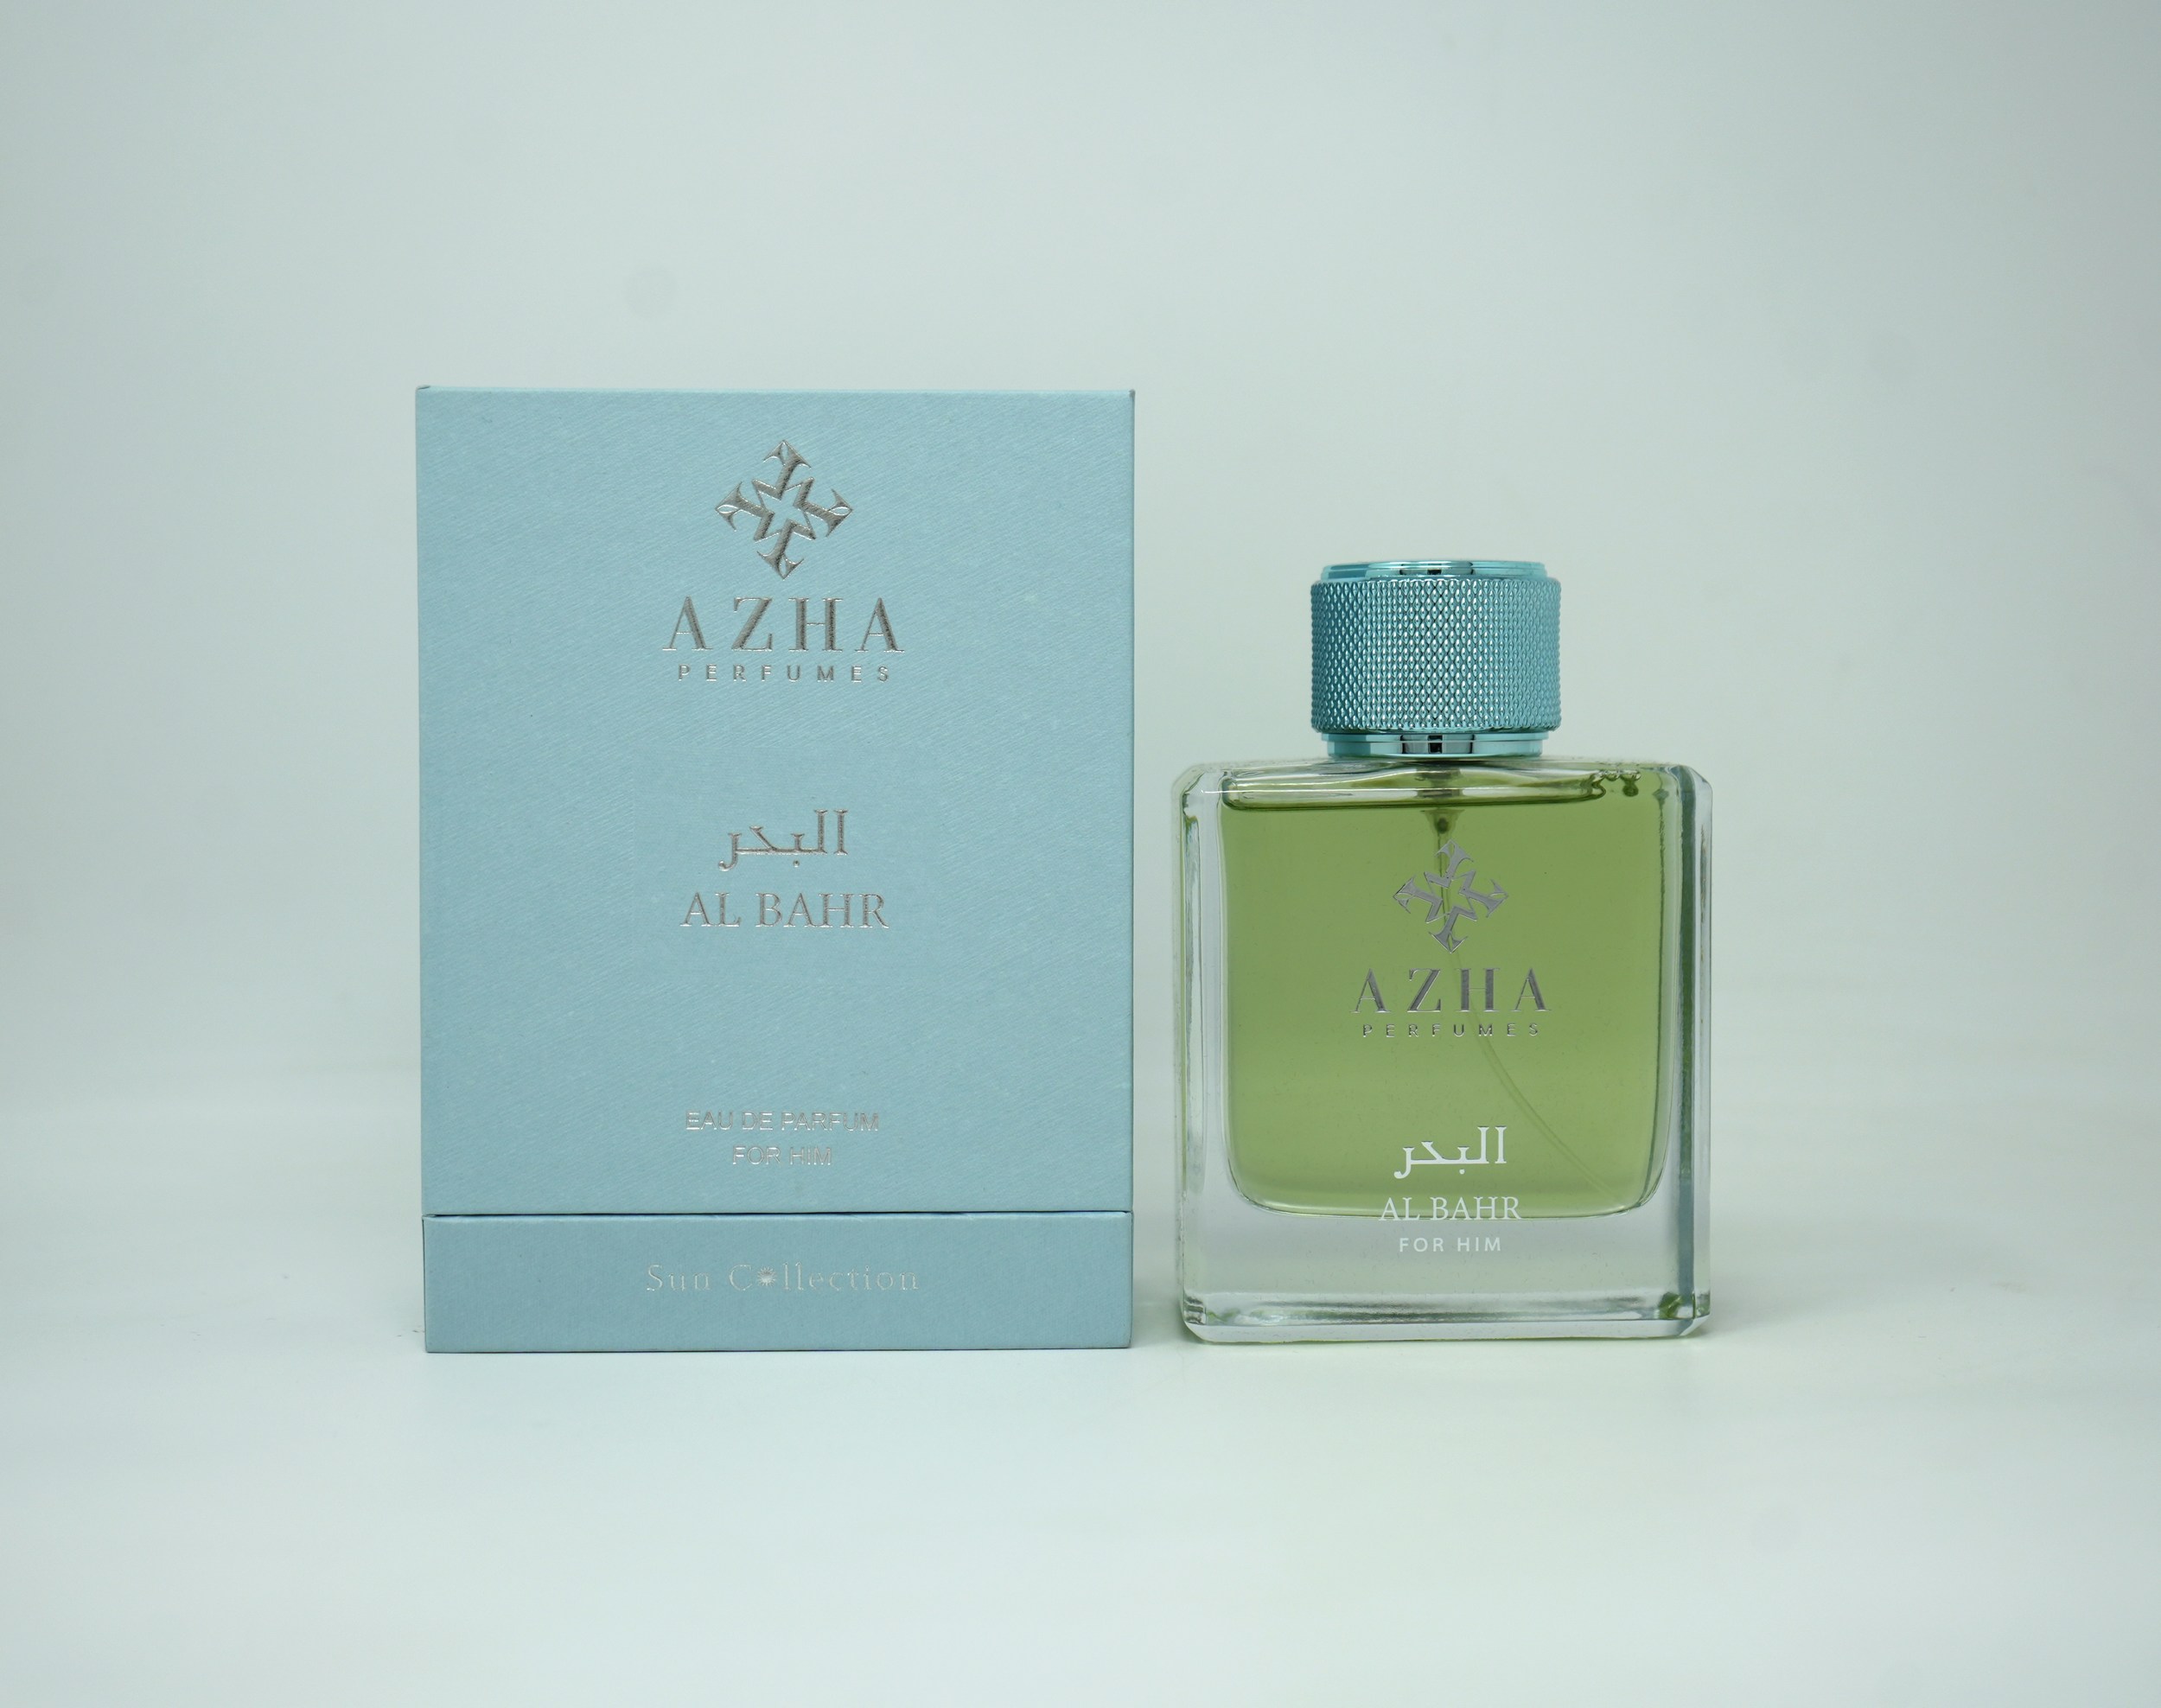 AZHA
PERFUMES
البحر
AL BAHR
EAU DE PARFUM
FOR HIM
Sun Collection
AZHA
PERFUMES
البحر
AL BAHR
FOR HIM